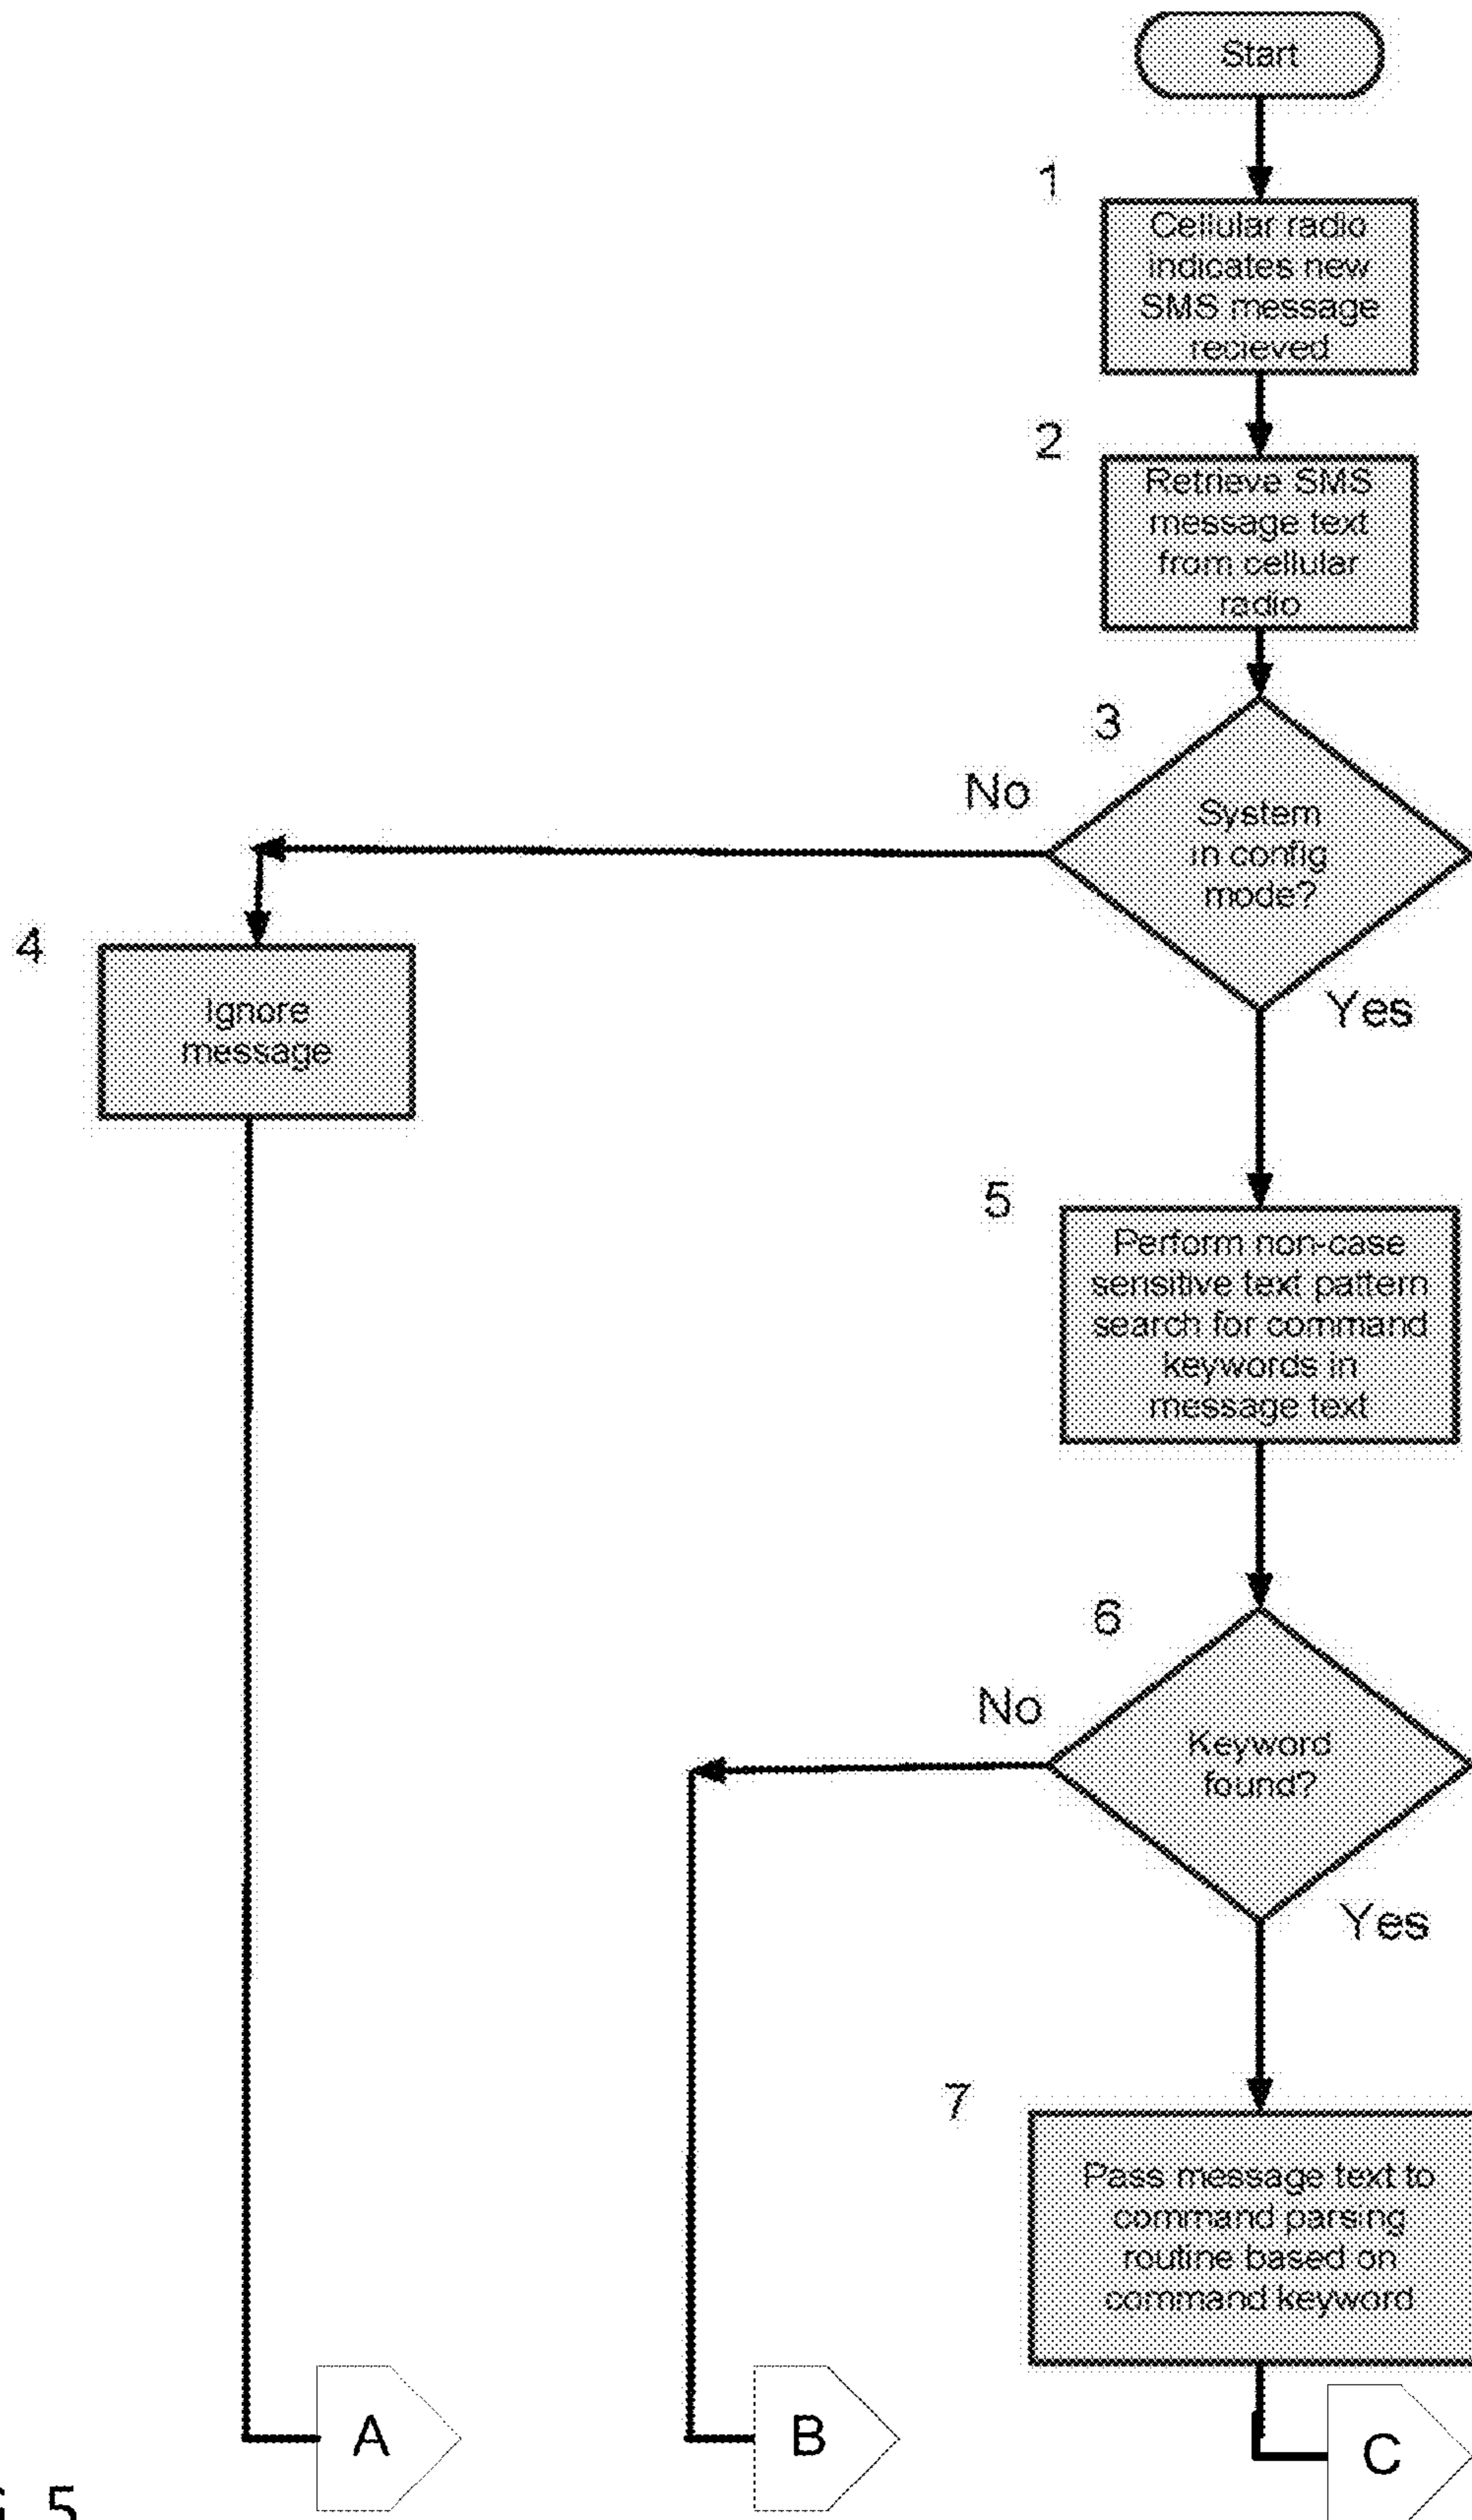 Start
1
Cellular radio
indicates new
SMS message
recieved
2
Retrieve SMS
message text
from cellular
radio
3
No
System
in config
mode?
Yes
4
Ignore
message
5
Perform non-case
sensitive text pattern
search for command
keywords in
message text
6
No
Keyword
found?
Yes
7
Pass message text to
command parsing
routine based on
command keyword
A
B
C
5